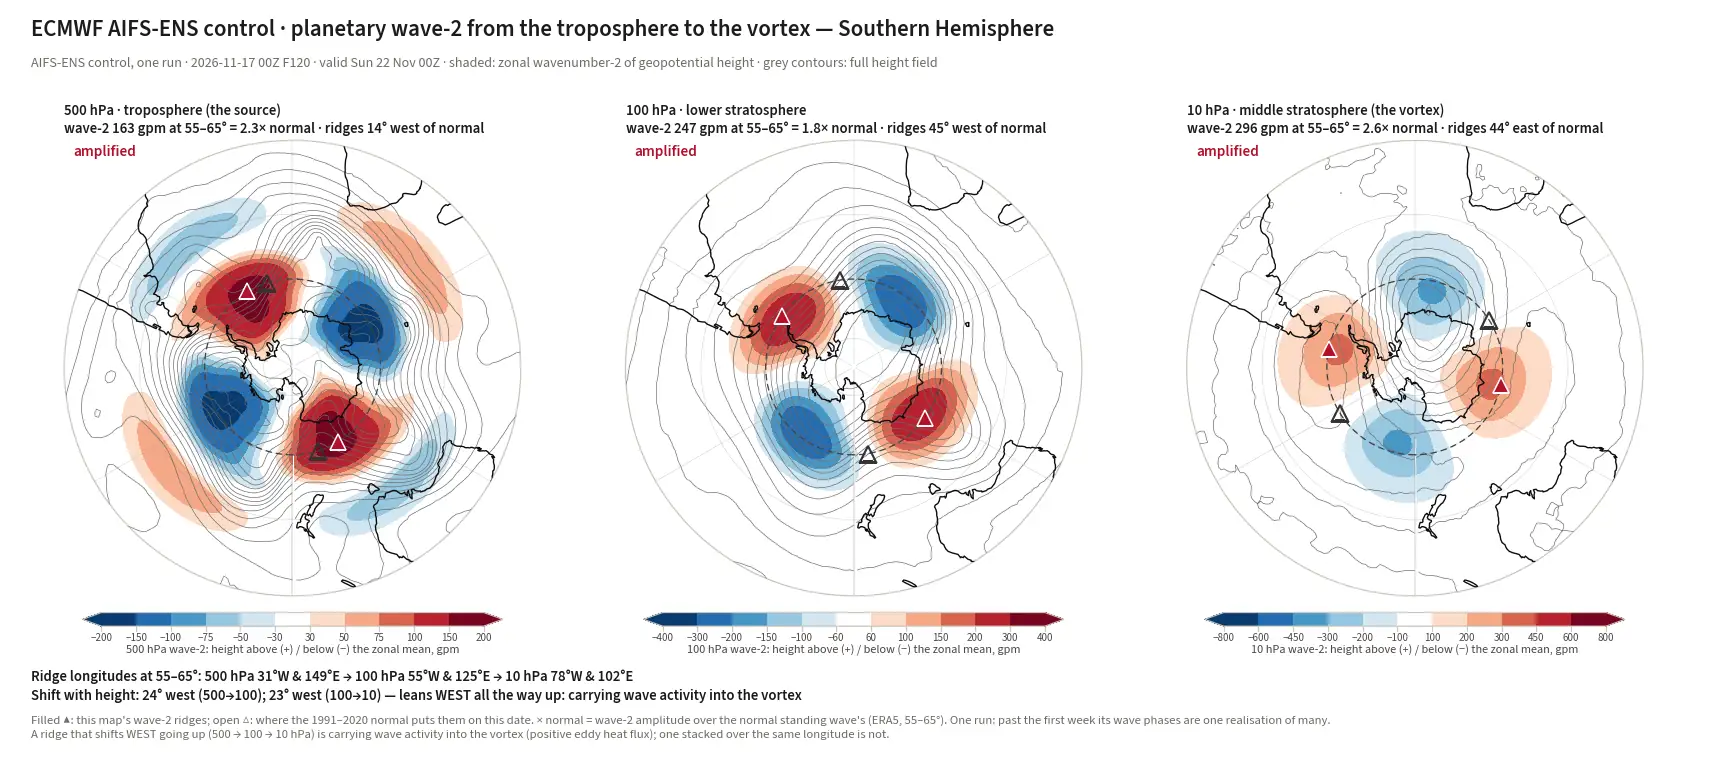 ECMWF AIFS-ENS control · planetary wave-2 from the troposphere to the vortex — Southern Hemisphere
AIFS-ENS control, one run · 2026-11-17 00Z F120 · valid Sun 22 Nov 00Z · shaded: zonal wavenumber-2 of geopotential height · grey contours: full height field
500 hPa · troposphere (the source)
wave-2 163 gpm at 55–65° = 2.3× normal · ridges 14° west of normal
amplified
100 hPa · lower stratosphere
wave-2 247 gpm at 55–65° = 1.8× normal · ridges 45° west of normal
amplified
10 hPa · middle stratosphere (the vortex)
wave-2 296 gpm at 55–65° = 2.6× normal · ridges 44° east of normal
amplified
−200 −150 −100 −75 −50 −30 30 50 75 100 150 200
500 hPa wave-2: height above (+) / below (−) the zonal mean, gpm
−400 −300 −200 −150 −100 −60 60 100 150 200 300 400
100 hPa wave-2: height above (+) / below (−) the zonal mean, gpm
−800 −600 −450 −300 −200 −100 100 200 300 450 600 800
10 hPa wave-2: height above (+) / below (−) the zonal mean, gpm
Ridge longitudes at 55–65°: 500 hPa 31°W & 149°E → 100 hPa 55°W & 125°E → 10 hPa 78°W & 102°E
Shift with height: 24° west (500→100); 23° west (100→10) — leans WEST all the way up: carrying wave activity into the vortex
Filled ▲: this map's wave-2 ridges; open △: where the 1991–2020 normal puts them on this date. × normal = wave-2 amplitude over the normal standing wave's (ERA5, 55–65°). One run: past the first week its wave phases are one realisation of many.
A ridge that shifts WEST going up (500 → 100 → 10 hPa) is carrying wave activity into the vortex (positive eddy heat flux); one stacked over the same longitude is not.